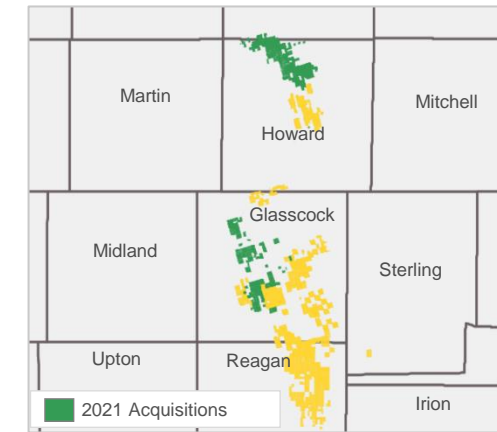 Martin
Mitchell
Howard
Glasscock
Midland
Sterling
Upton
Reagan
Irion
2021 Acquisitions